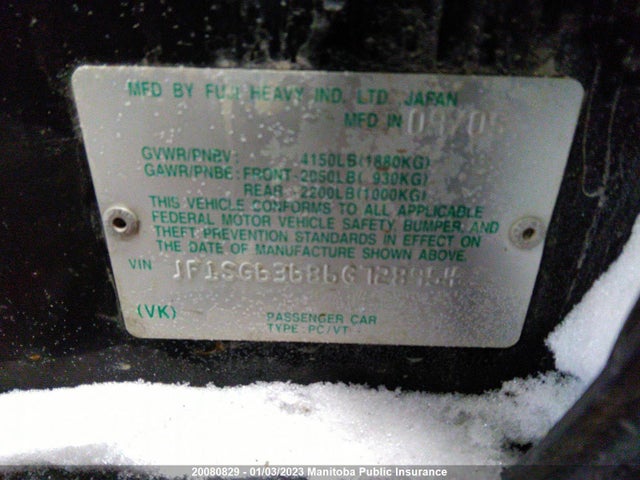 MFD BY FUJI HEAVY IND. LTD. JAPAN
MFD IN 09/05
GVWR/PNBV: 4150LB(1880KG)
GAWR/PNBE: FRONT-2050LB( 930KG)
REAR 2200LB(1000KG)
THIS VEHICLE CONFORMS TO ALL APPLICABLE
FEDERAL MOTOR VEHICLE SAFETY, BUMPER, AND
THEFT PREVENTION STANDARDS IN EFFECT ON
THE DATE OF MANUFACTURE SHOWN ABOVE.
VIN JF1SG63686G728964
(VK) PASSENGER CAR
TYPE:PC/VT:
20080829 - 01/03/2023 Manitoba Public Insurance